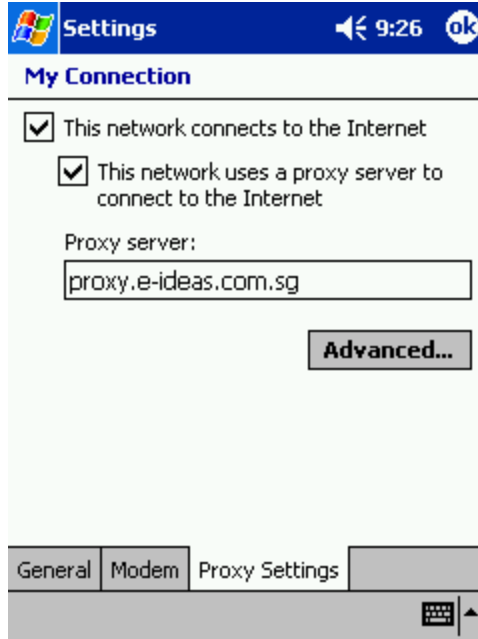 Settings 9:26 ok
My Connection
This network connects to the Internet
This network uses a proxy server to
connect to the Internet
Proxy server:
proxy.e-ideas.com.sg
Advanced...
General Modem Proxy Settings